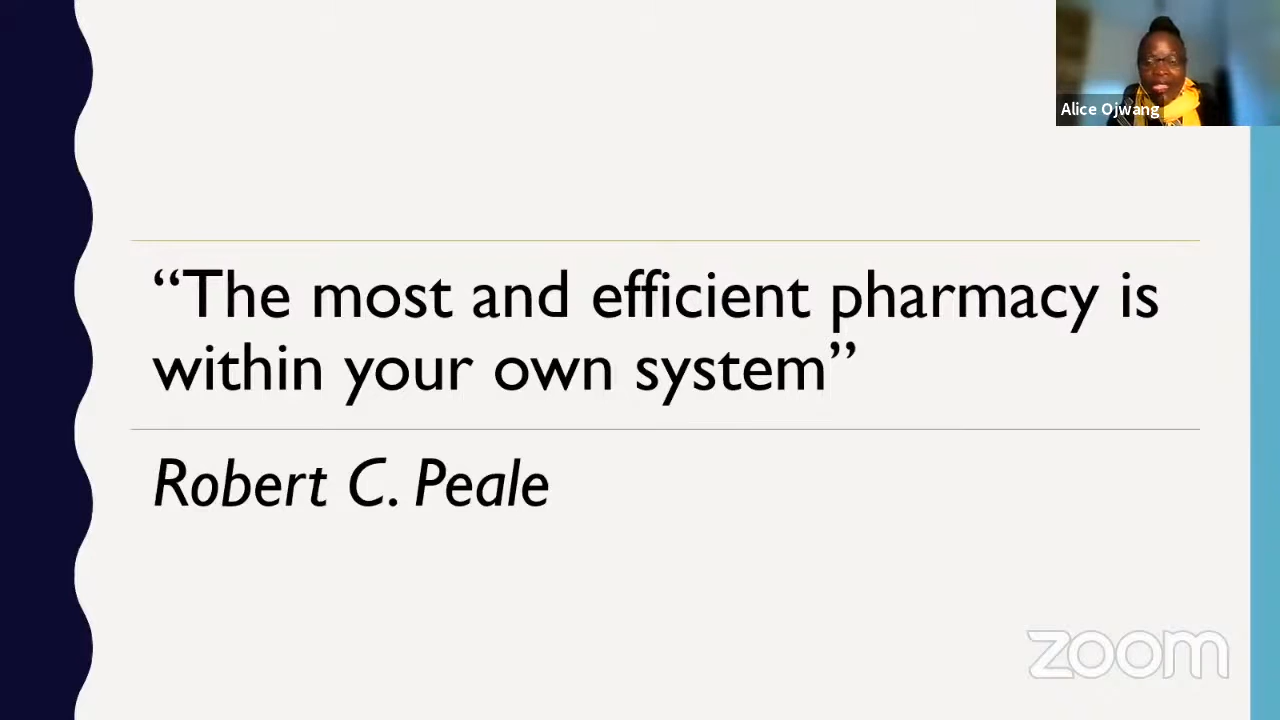 Alice Ojwang
“The most and efficient pharmacy is
within your own system”
Robert C. Peale
zoom